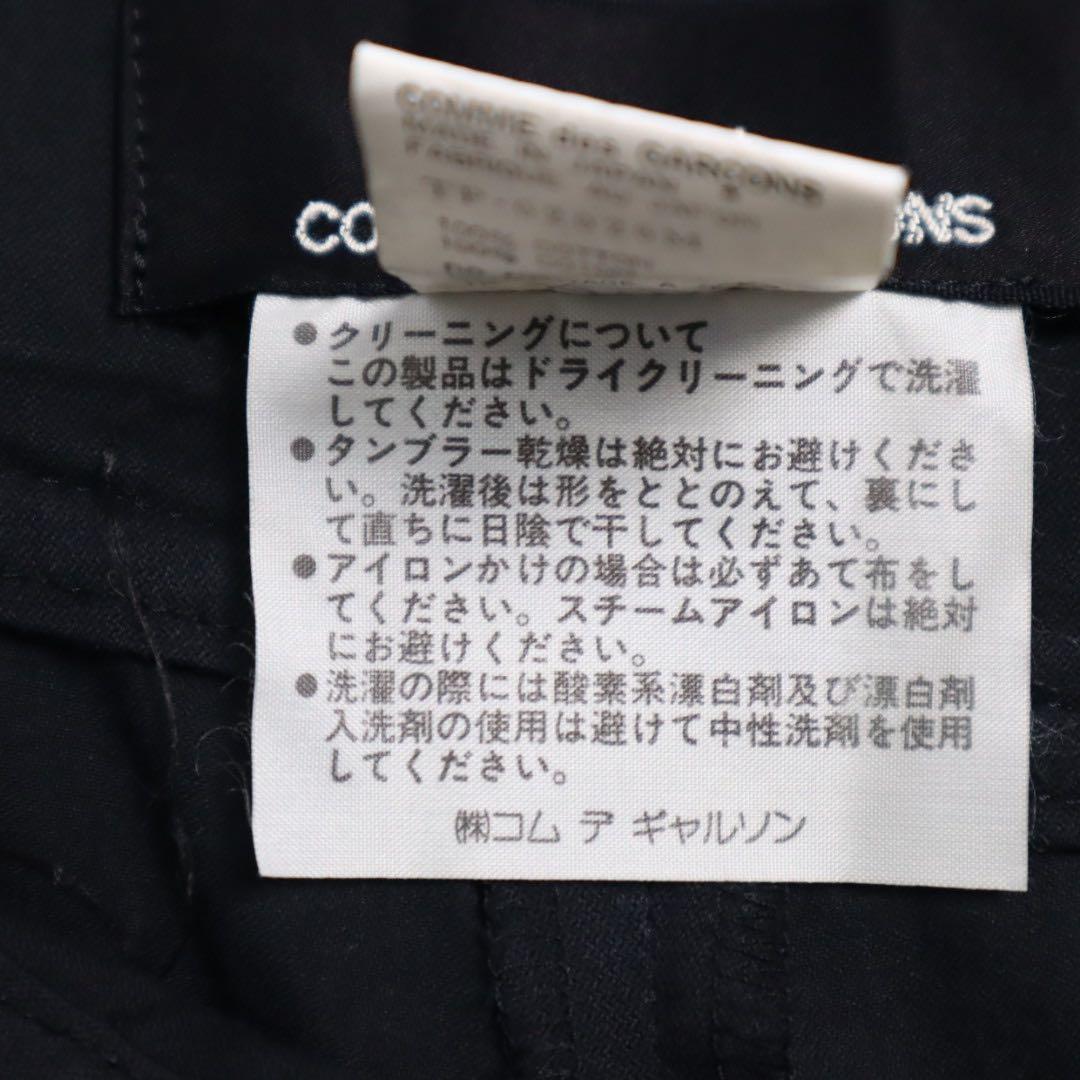 COMME des GARCONS
CO NS
●クリーニングについて
この製品はドライクリーニングで洗濯
してください。
●タンブラー乾燥は絶対にお避けくださ
い。洗濯後は形をととのえて、裏にし
て直ちに日陰で干してください。
●アイロンかけの場合は必ずあて布をし
てください。スチームアイロンは絶対
にお避けください。
●洗濯の際には酸素系漂白剤及び漂白剤
入洗剤の使用は避けて中性洗剤を使用
してください。
㈱コム デ ギャルソン